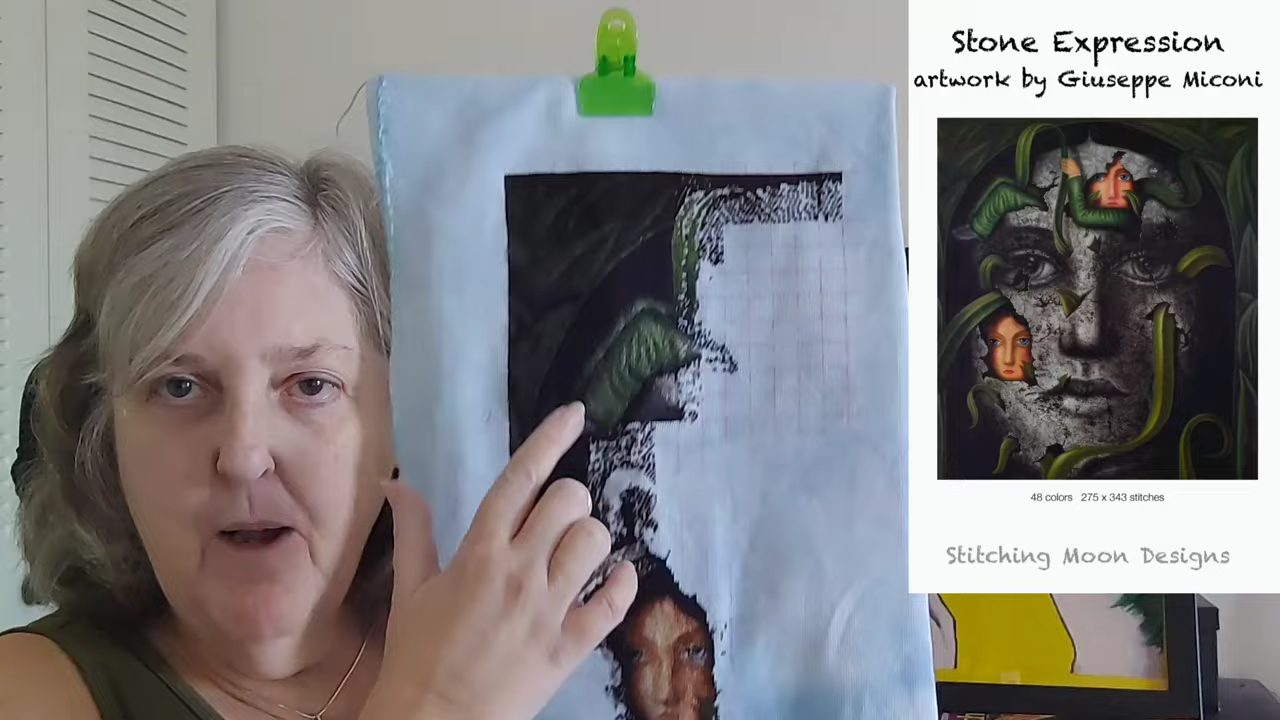 Stone Expression
artwork by Giuseppe Miconi
48 colors 275 x 343 stitches
Stitching Moon Designs